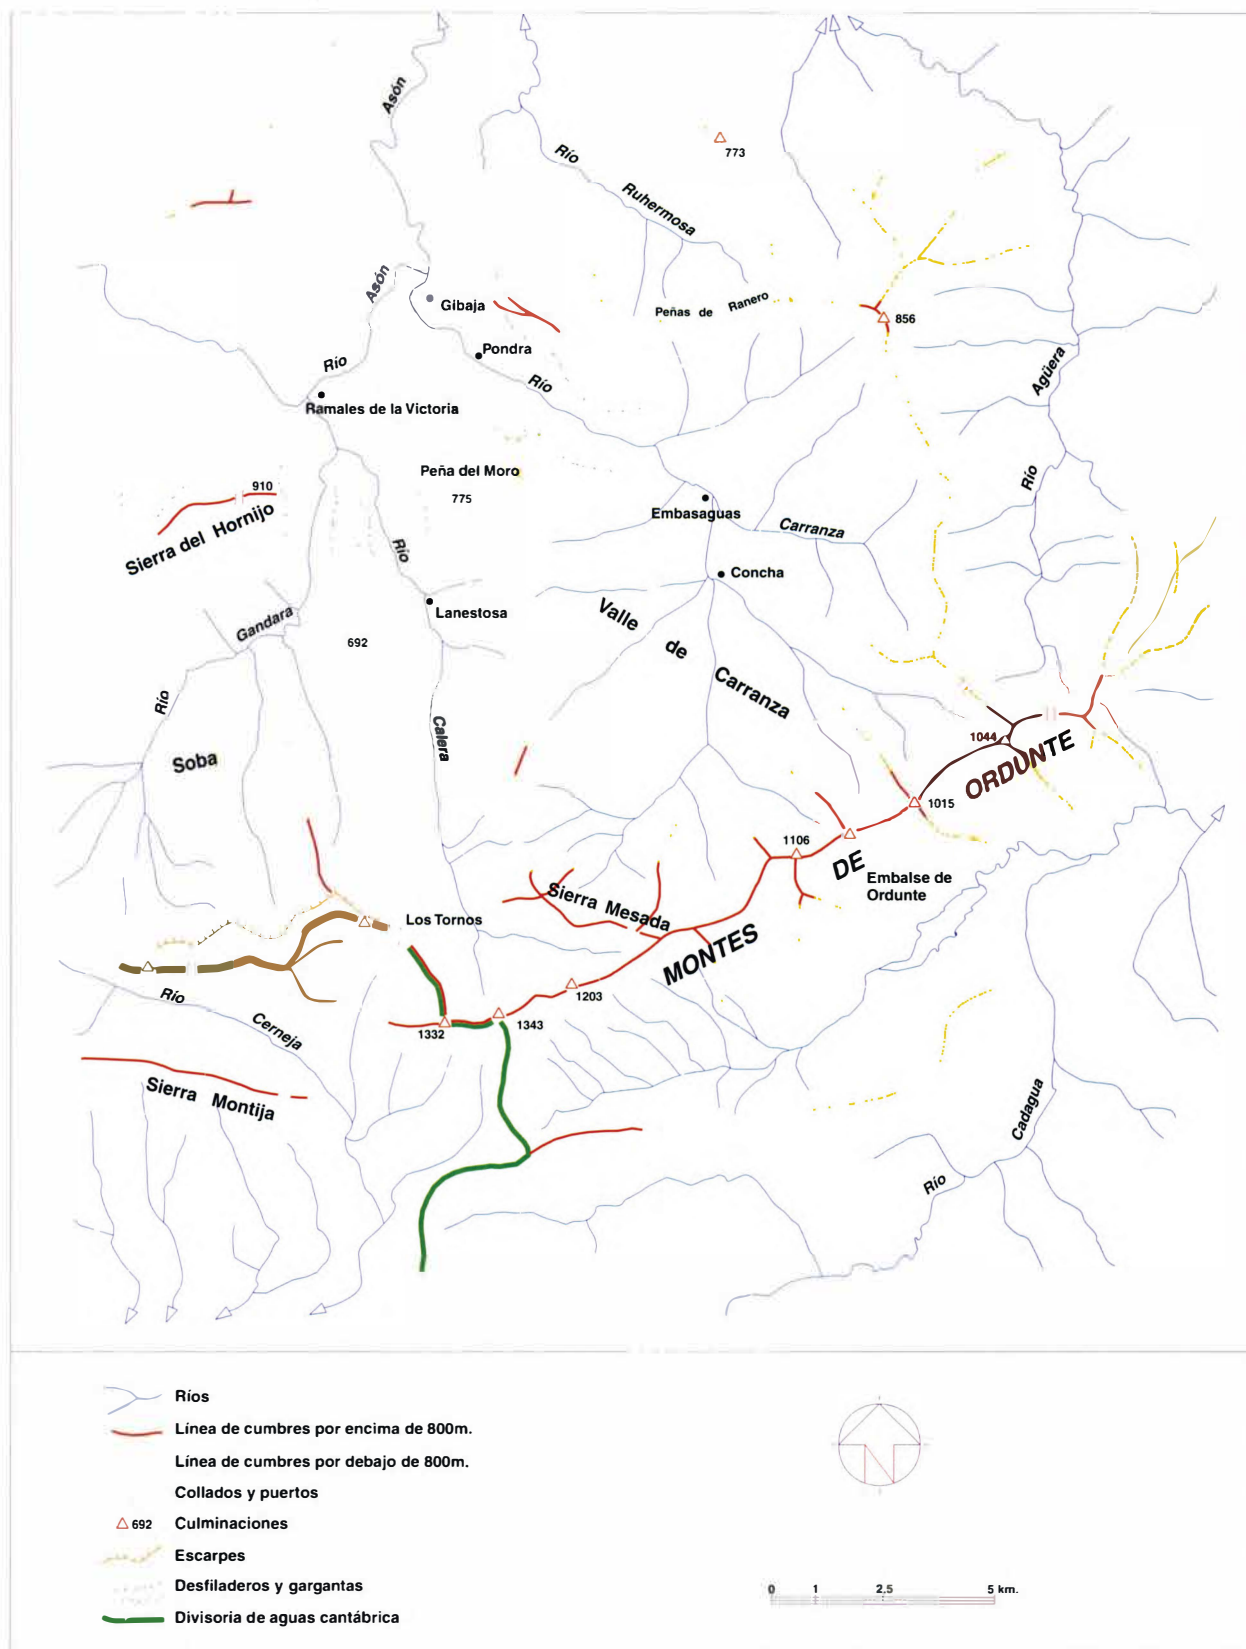 Asón
Río
773
Ruhermosa
Asón
Gibaja
Peñas de Ranero
856
Pondra
Río
Río
Agüera
Ramales de la Victoria
Peña del Moro
910
775
Río
Sierra del Hornijo
Embasaguas
Carranza
Río
Concha
Lanestosa
Gandara
Valle
de
Carranza
692
Río
Calera
Soba
1044
ORDUNTE
1015
1106
DE
Embalse de
Ordunte
Sierra Mesada
Los Tornos
MONTES
Río
Cerneja
1203
1343
1332
Sierra Montija
Cadagua
Río
Ríos
Línea de cumbres por encima de 800m.
Línea de cumbres por debajo de 800m.
Collados y puertos
692 Culminaciones
Escarpes
Desfiladeros y gargantas
Divisoria de aguas cantábrica
N
0 1 2,5 5 km.